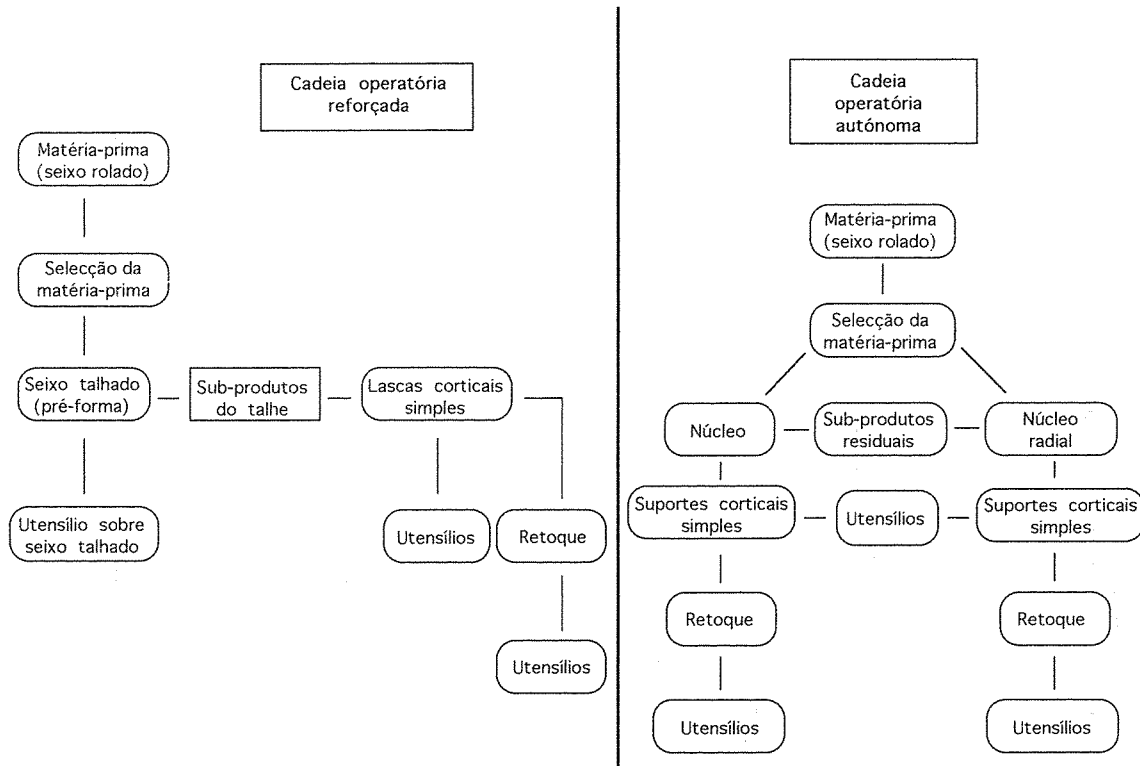 Cadeia operatória
reforçada
Matéria-prima
(seixo rolado)
Selecção da
matéria-prima
Seixo talhado
(pré-forma)
Sub-produtos
do talhe
Lascas corticais
simples
Utensílio sobre
seixo talhado
Utensílios
Retoque
Utensílios
Cadeia
operatória
autónoma
Matéria-prima
(seixo rolado)
Selecção da
matéria-prima
Núcleo
Sub-produtos
residuais
Núcleo
radial
Suportes corticais
simples
Utensílios
Suportes corticais
simples
Retoque
Retoque
Utensílios
Utensílios